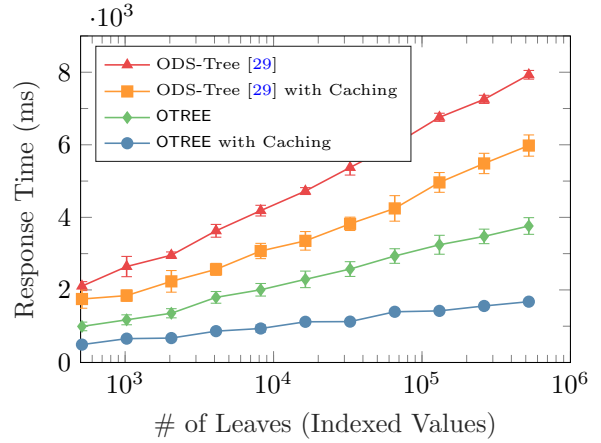 ·10³
8
6
4
2
0
Response Time (ms)
ODS-Tree [29]
ODS-Tree [29] with Caching
OTREE
OTREE with Caching
10³ 10⁴ 10⁵ 10⁶
# of Leaves (Indexed Values)